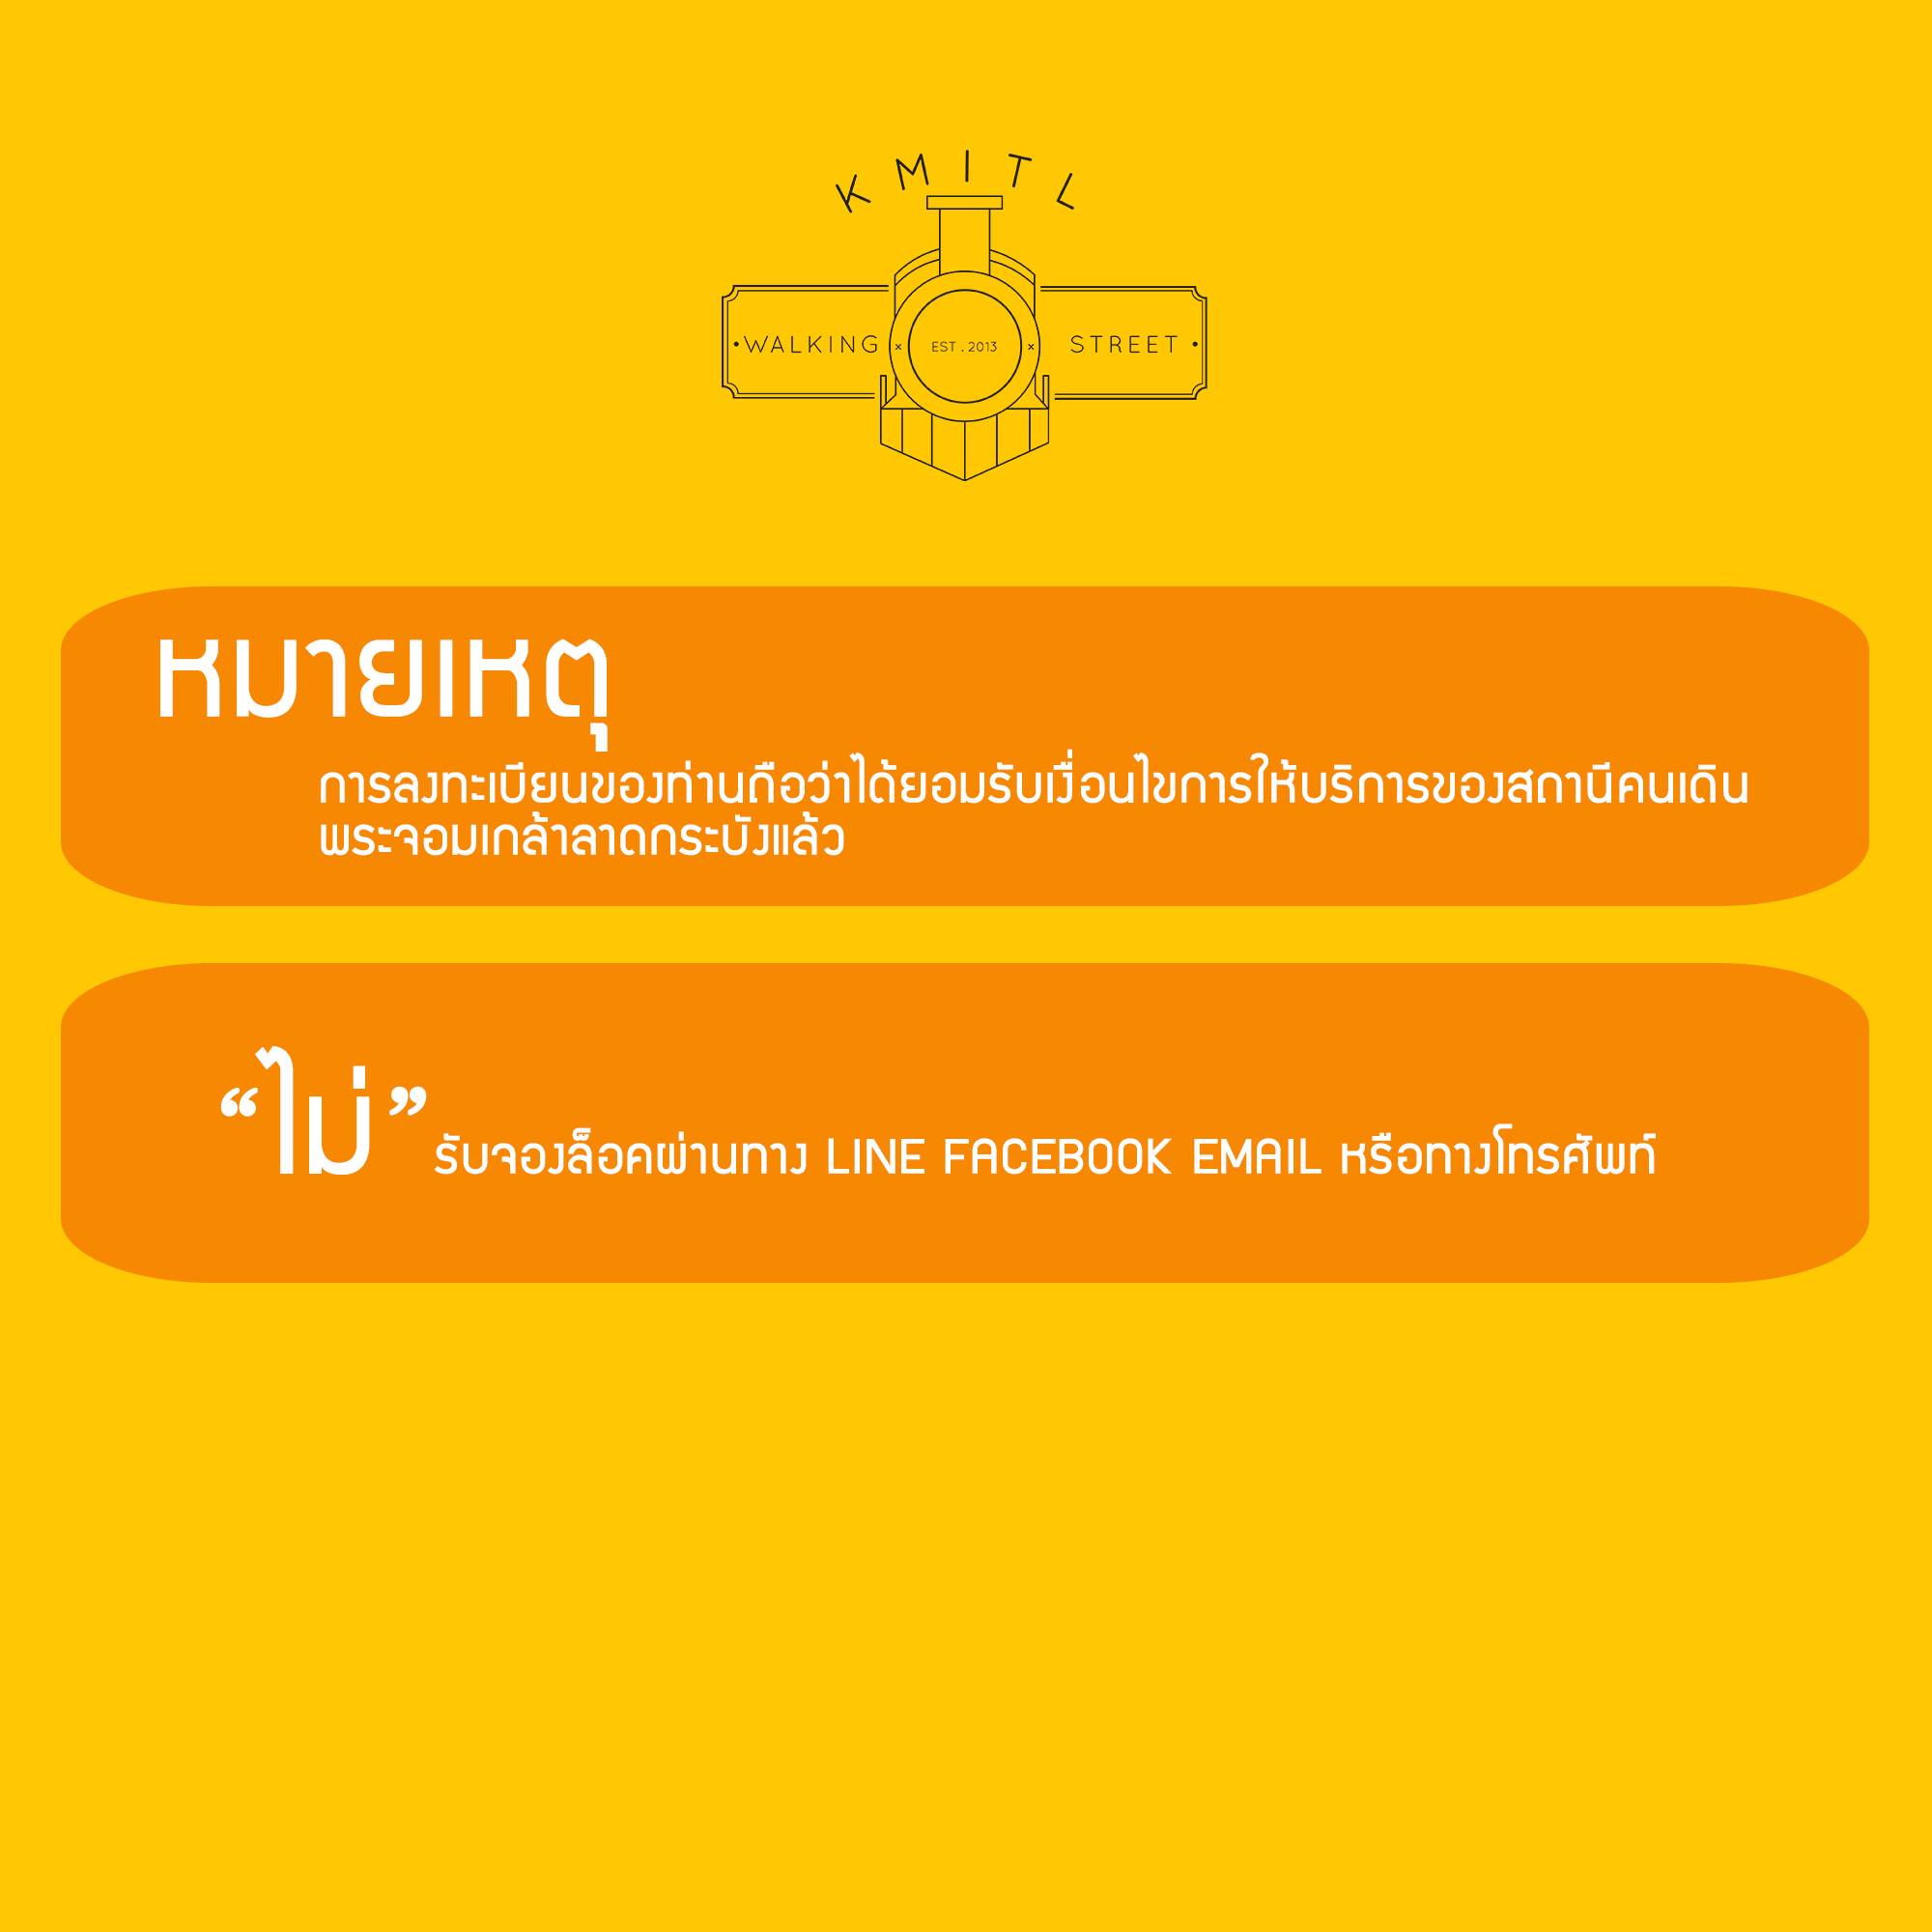 KMITL
• WALKING × EST . 2013 × STREET •
หมายเหตุ
การลงทะเบียนของท่านถือว่าได้ยอมรับเงื่อนไขการให้บริการของสถานีคนเดิน
พระจอมเกล้าลาดกระบังแล้ว
“ไม่” รับจองล็อคผ่านทาง LINE FACEBOOK EMAIL หรือทางโทรศัพท์